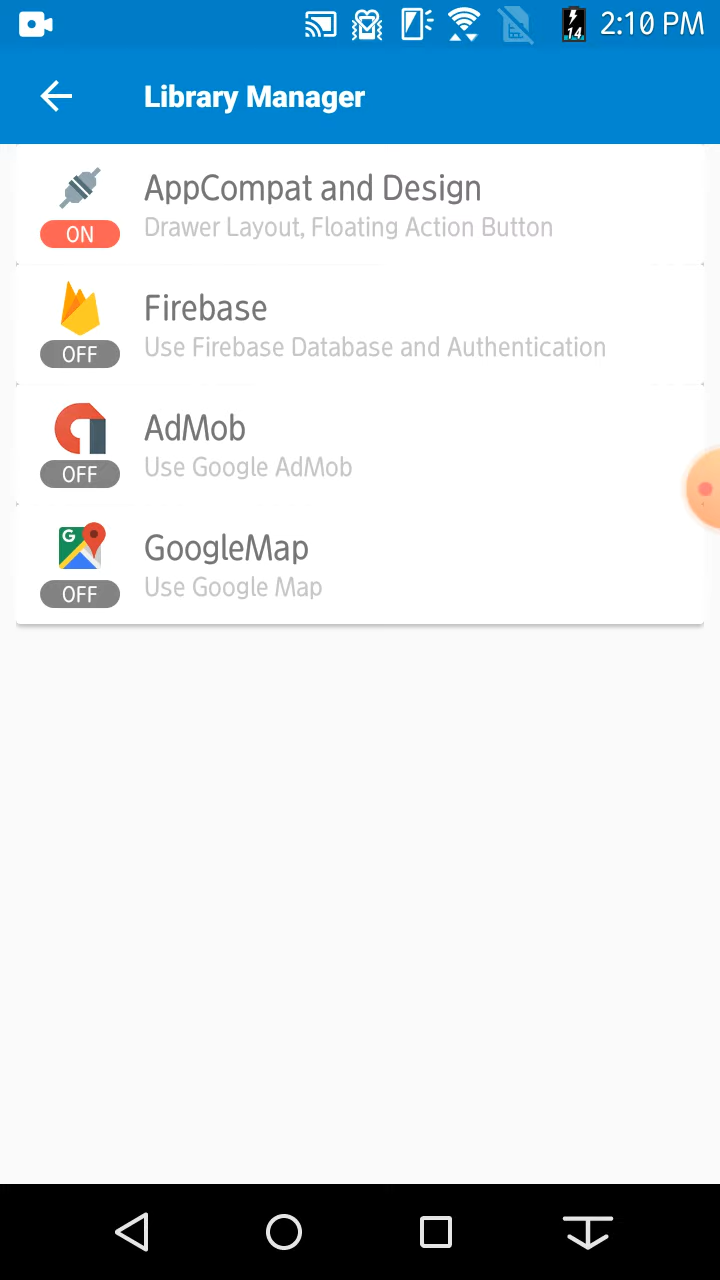 14 2:10 PM
Library Manager
AppCompat and Design
ON
Drawer Layout, Floating Action Button
Firebase
OFF
Use Firebase Database and Authentication
AdMob
OFF
Use Google AdMob
G
GoogleMap
OFF
Use Google Map